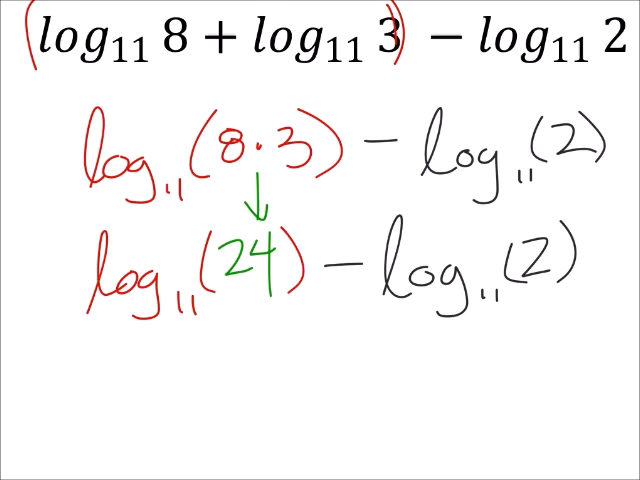 (log₁₁ 8 + log₁₁ 3) − log₁₁ 2
log₁₁(8·3) − log₁₁(2)
log₁₁(24) − log₁₁(2)